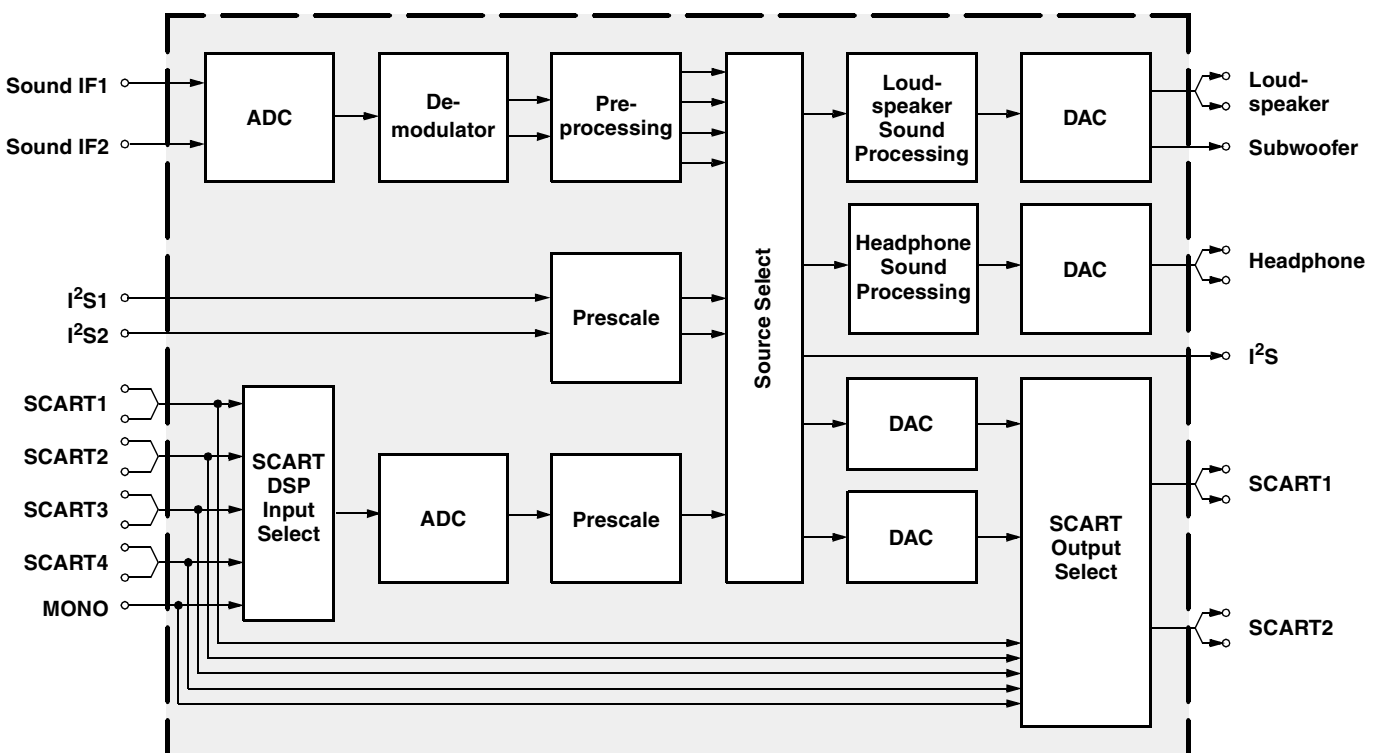 Sound IF1
Sound IF2
ADC
De-
modulator
Pre-
processing
Loud-
speaker
Sound
Processing
DAC
Loud-
speaker
Subwoofer
Headphone
Sound
Processing
DAC
Headphone
I²S1
I²S2
Prescale
Source Select
I²S
SCART1
SCART2
SCART3
SCART4
MONO
SCART
DSP
Input
Select
ADC
Prescale
DAC
DAC
SCART
Output
Select
SCART1
SCART2